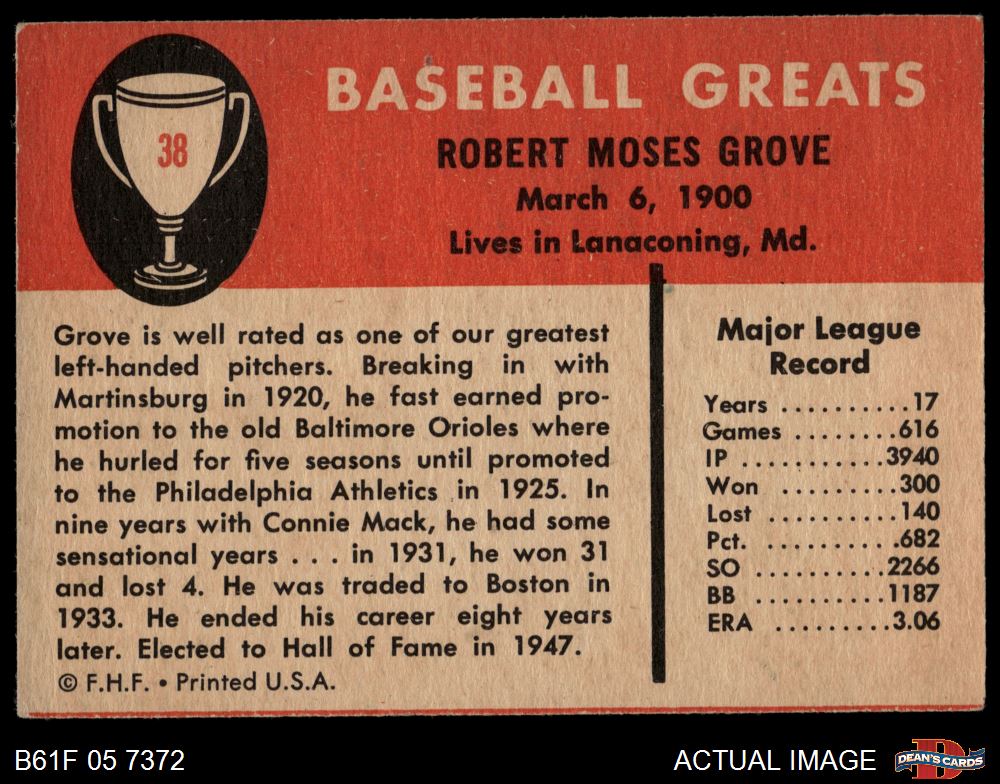 38
BASEBALL GREATS
ROBERT MOSES GROVE
March 6, 1900
Lives in Lanaconing, Md.
Grove is well rated as one of our greatest
left-handed pitchers. Breaking in with
Martinsburg in 1920, he fast earned pro-
motion to the old Baltimore Orioles where
he hurled for five seasons until promoted
to the Philadelphia Athletics in 1925. In
nine years with Connie Mack, he had some
sensational years . . . in 1931, he won 31
and lost 4. He was traded to Boston in
1933. He ended his career eight years
later. Elected to Hall of Fame in 1947.
© F.H.F. • Printed U.S.A.
Major League
Record
Years ..........17
Games ........616
IP ...........3940
Won .........300
Lost ..........140
Pct. ..........682
SO ..........2266
BB ..........1187
ERA .........3.06
B61F 05 7372
ACTUAL IMAGE
D
DEAN'S CARDS